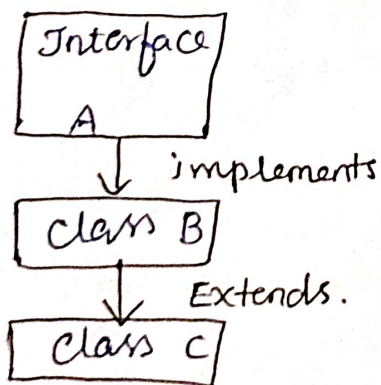 Interface
A
implements
Class B
Extends.
Class C